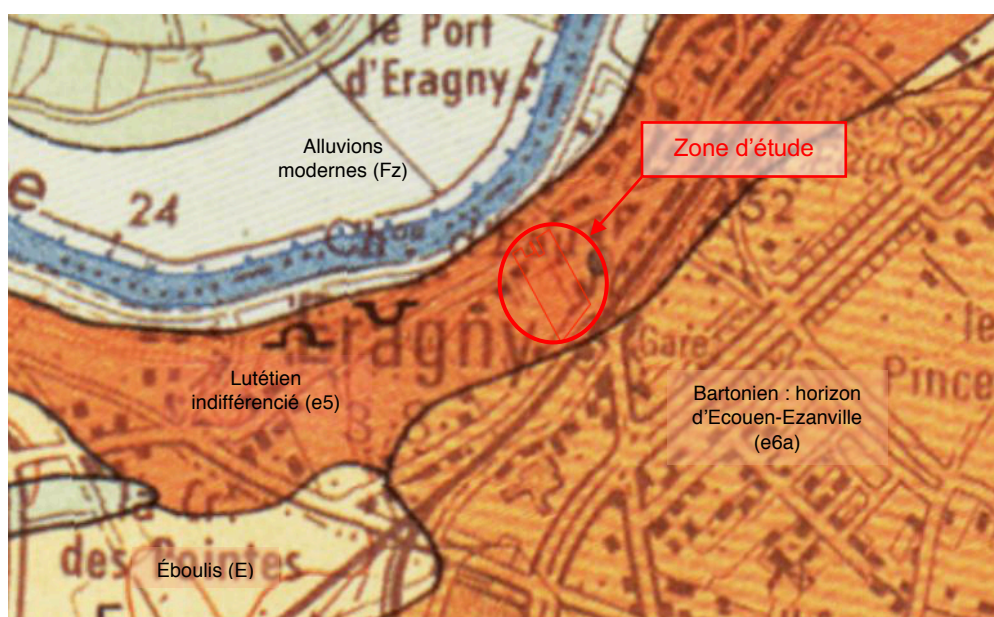 le Port
d'Eragny
Alluvions
modernes (Fz)
Zone d'étude
24
52
Eragny
Gare
le
Prince
Lutétien
indifférencié (e5)
Bartonien : horizon
d'Ecouen-Ezanville
(e6a)
des Pointes
Éboulis (E)